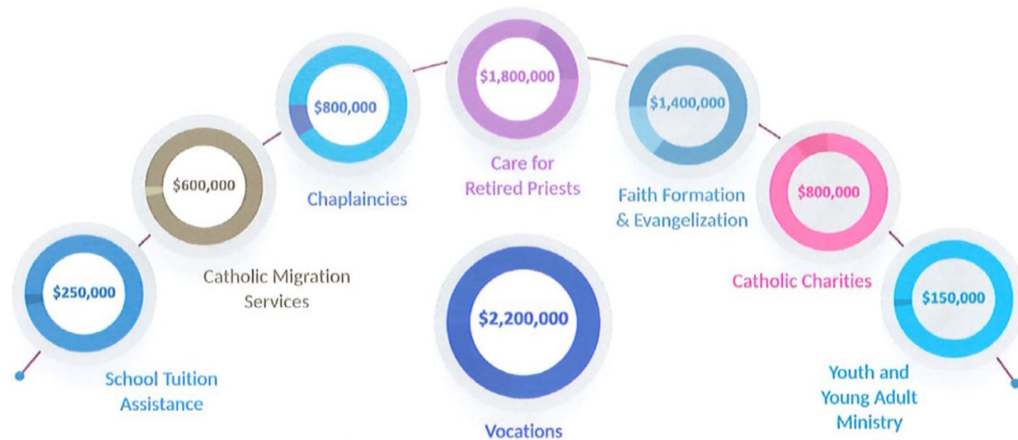 $250,000
School Tuition
Assistance
$600,000
Catholic Migration
Services
$800,000
Chaplaincies
$1,800,000
Care for
Retired Priests
$1,400,000
Faith Formation
& Evangelization
$800,000
Catholic Charities
$150,000
Youth and
Young Adult
Ministry
$2,200,000
Vocations